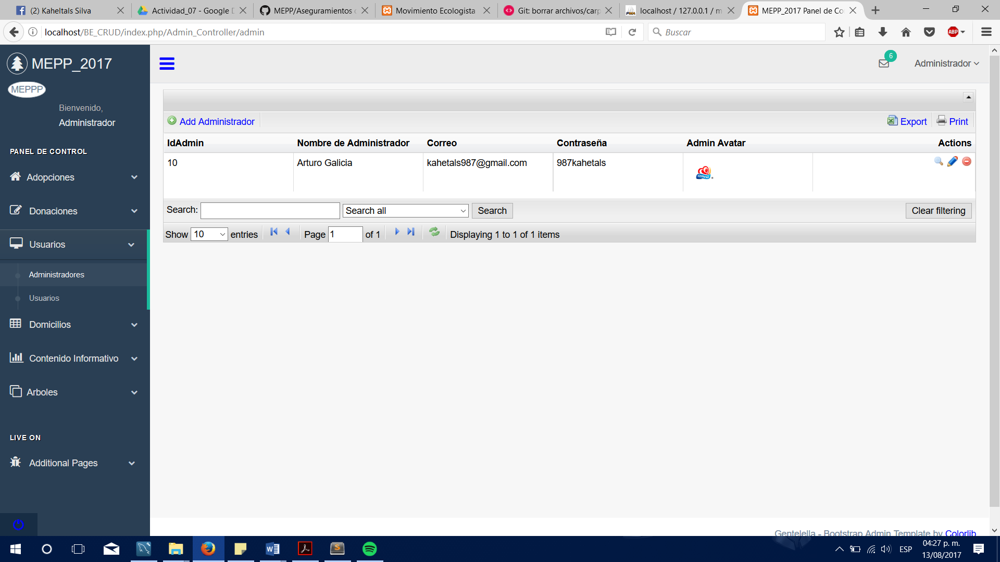 (2) Kaheltals Silva
Actividad_07 - Google D
MEPP/Aseguramientos
Movimiento Ecologista
Git: borrar archivos/carp
localhost / 127.0.0.1 / m
MEPP_2017 Panel de Co
localhost/BE_CRUD/index.php/Admin_Controller/admin
Buscar
ABP
MEPP_2017
6
Administrador
MEPPP
Bienvenido,
Administrador
PANEL DE CONTROL
Adopciones
Donaciones
Usuarios
Administradores
Usuarios
Domicilios
Contenido Informativo
Arboles
LIVE ON
Additional Pages
Add Administrador
Export
Print
IdAdmin Nombre de Administrador Correo Contraseña Admin Avatar Actions
10 Arturo Galicia kahetals987@gmail.com 987kahetals
Gamesa
Search: Search all Search Clear filtering
Show 10 entries Page 1 of 1 Displaying 1 to 1 of 1 items
Gentelella - Bootstrap Admin Template by Colorlib
ESP
04:27 p. m.
13/08/2017